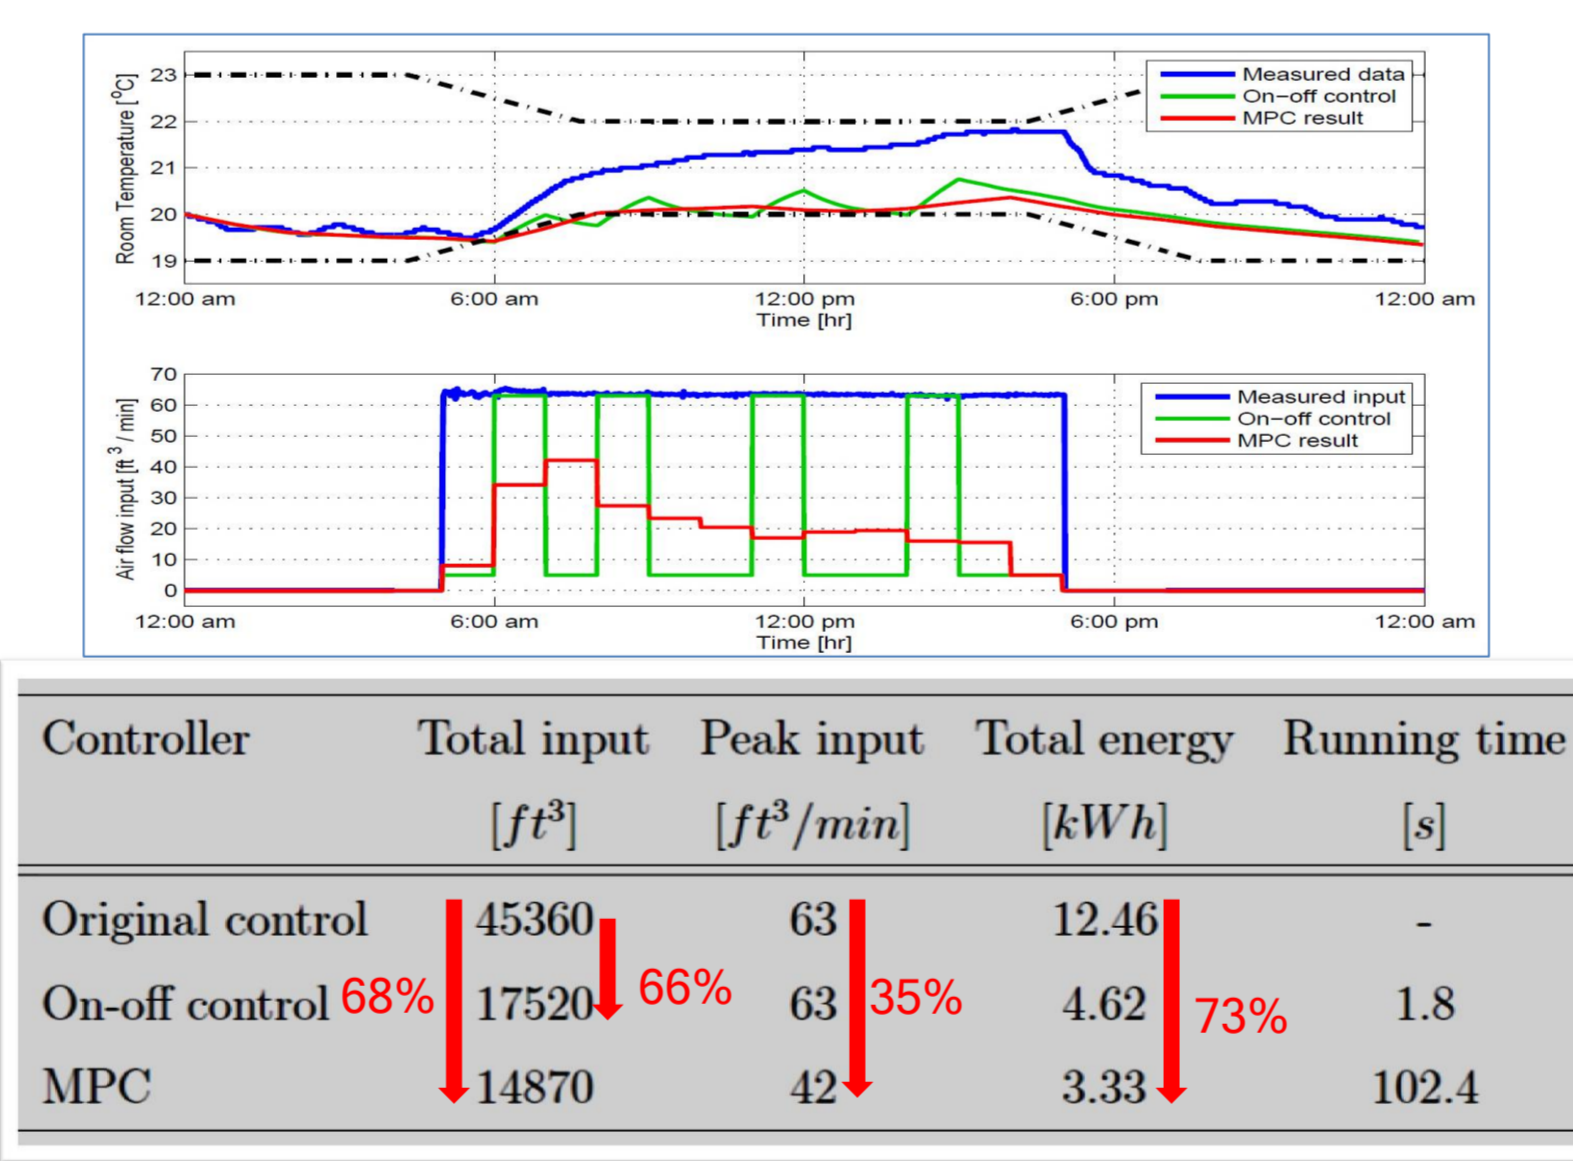 Room Temperature [°C]
23
22
21
20
19
Measured data
On-off control
MPC result
12:00 am 6:00 am 12:00 pm 6:00 pm 12:00 am
Time [hr]
Air flow input [ft³ / min]
70
60
50
40
30
20
10
0
Measured input
On-off control
MPC result
12:00 am 6:00 am 12:00 pm 6:00 pm 12:00 am
Time [hr]
Controller Total input Peak input Total energy Running time
[ft³] [ft³/min] [kWh] [s]
Original control 45360 63 12.46 -
On-off control 68% 17520 66% 63 35% 4.62 73% 1.8
MPC 14870 42 3.33 102.4